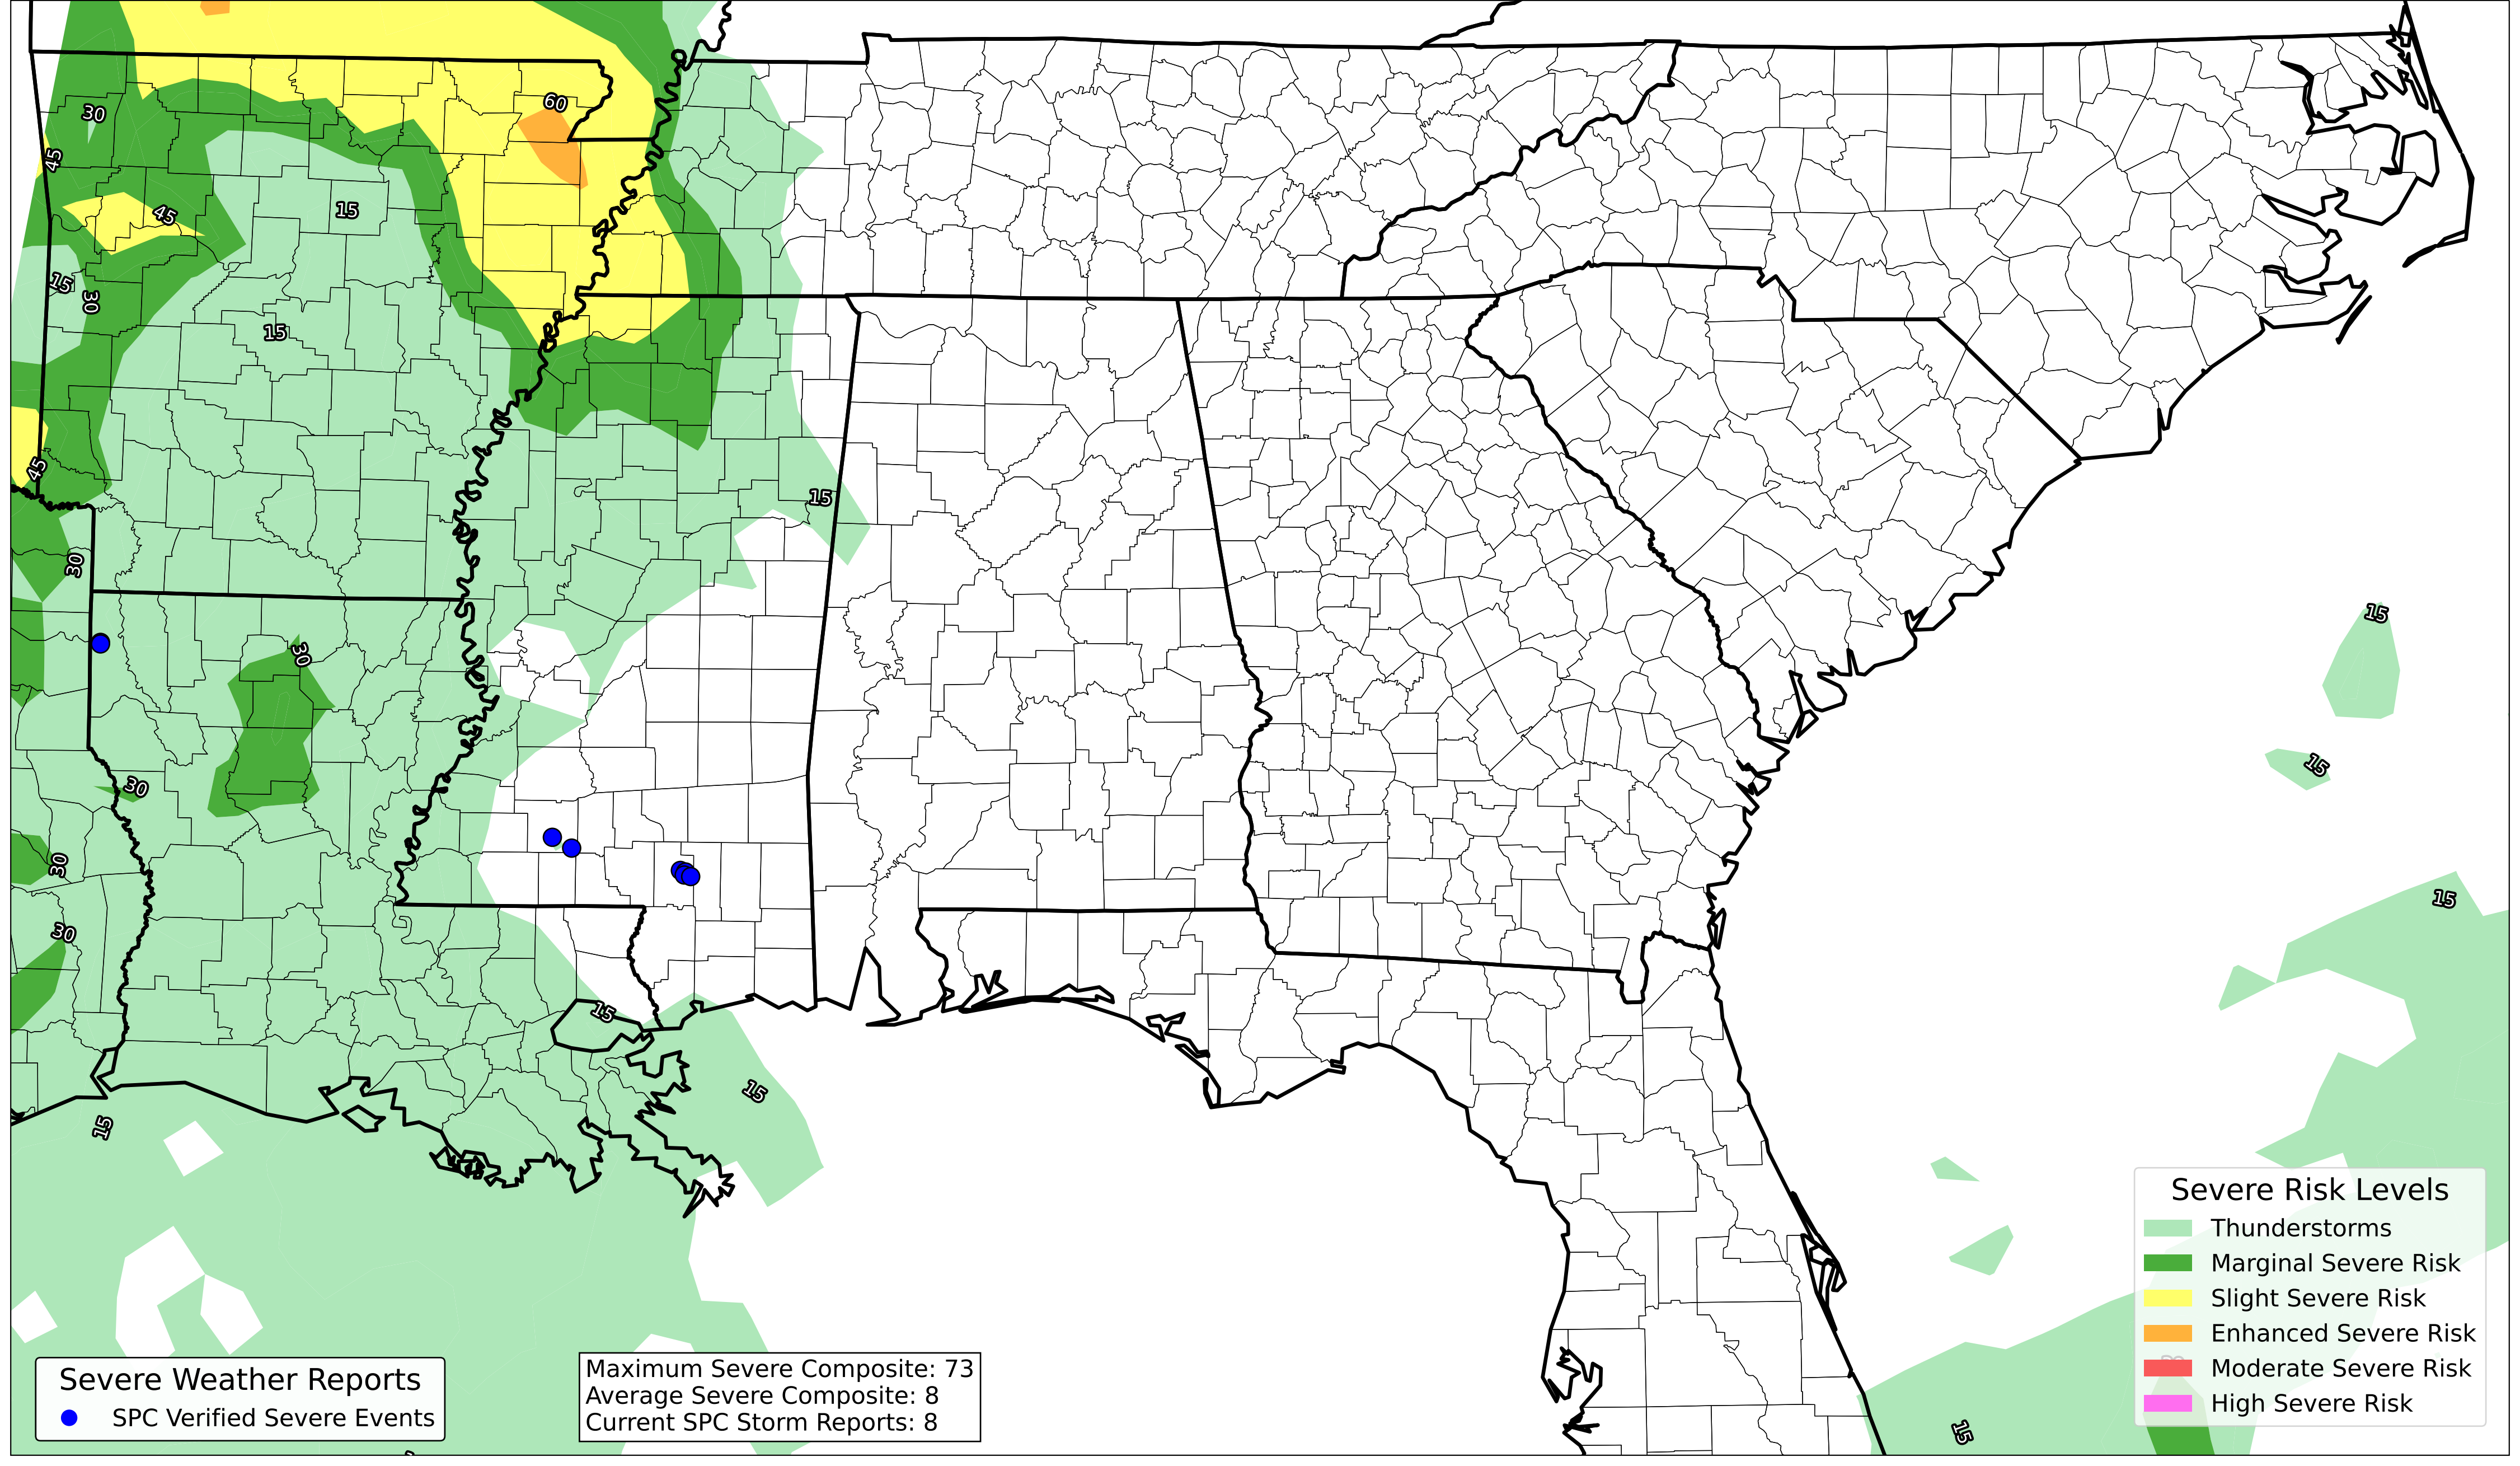 60
30
45
45
15
15
30
15
45
15
30
15
30
15
30
30
15
30
15
15
15
15
Severe Risk Levels
Thunderstorms
Marginal Severe Risk
Slight Severe Risk
Enhanced Severe Risk
Moderate Severe Risk
High Severe Risk
Severe Weather Reports
SPC Verified Severe Events
Maximum Severe Composite: 73
Average Severe Composite: 8
Current SPC Storm Reports: 8
15